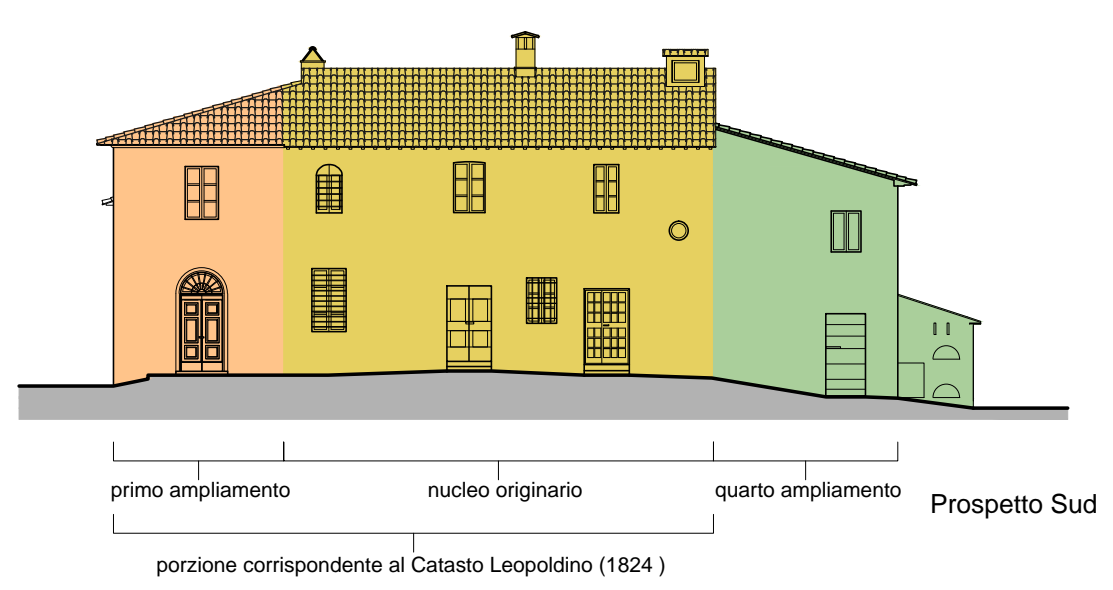 primo ampliamento
nucleo originario
quarto ampliamento
Prospetto Sud
porzione corrispondente al Catasto Leopoldino (1824 )